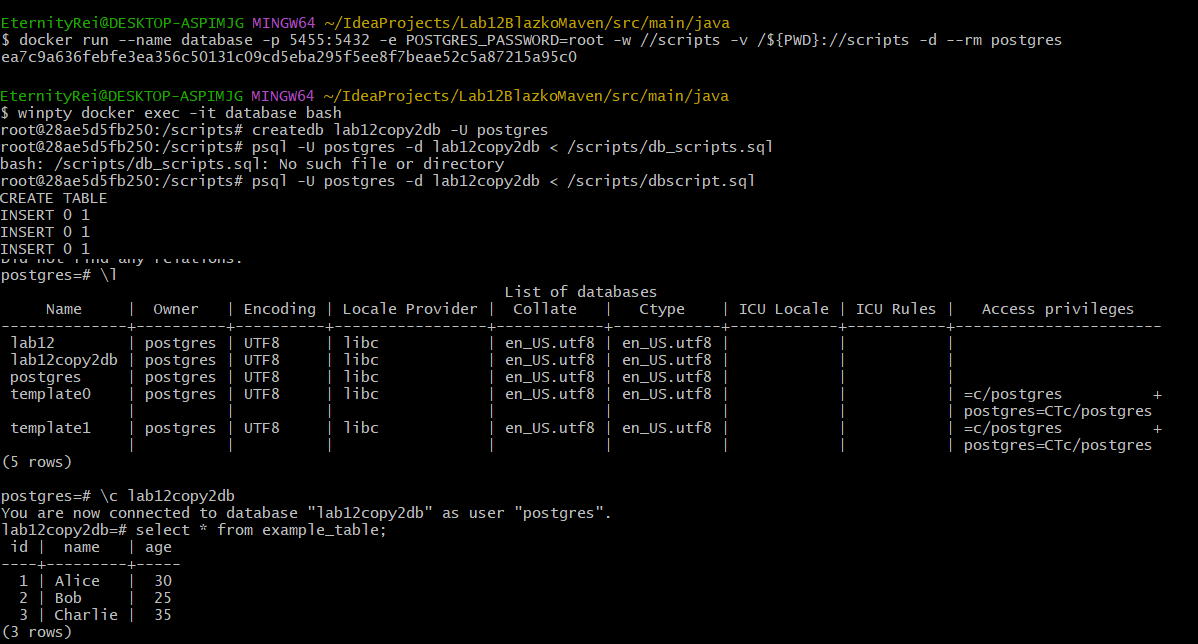 EternityRei@DESKTOP-ASPIMJG MINGW64 ~/IdeaProjects/Lab12BlazkoMaven/src/main/java
$ docker run --name database -p 5455:5432 -e POSTGRES_PASSWORD=root -w //scripts -v /${PWD}://scripts -d --rm postgres
ea7c9a636febfe3ea356c50131c09cd5eba295f5ee8f7beae52c5a87215a95c0
EternityRei@DESKTOP-ASPIMJG MINGW64 ~/IdeaProjects/Lab12BlazkoMaven/src/main/java
$ winpty docker exec -it database bash
root@28ae5d5fb250:/scripts# createdb lab12copy2db -U postgres
root@28ae5d5fb250:/scripts# psql -U postgres -d lab12copy2db < /scripts/db_scripts.sql
bash: /scripts/db_scripts.sql: No such file or directory
root@28ae5d5fb250:/scripts# psql -U postgres -d lab12copy2db < /scripts/dbscript.sql
CREATE TABLE
INSERT 0 1
INSERT 0 1
INSERT 0 1
Did not find any relations.
postgres=# \l
List of databases
Name | Owner | Encoding | Locale Provider | Collate | Ctype | ICU Locale | ICU Rules | Access privileges
--------------+----------+----------+-----------------+------------+------------+------------+-----------+-----------------------
lab12 | postgres | UTF8 | libc | en_US.utf8 | en_US.utf8 | | |
lab12copy2db | postgres | UTF8 | libc | en_US.utf8 | en_US.utf8 | | |
postgres | postgres | UTF8 | libc | en_US.utf8 | en_US.utf8 | | |
template0 | postgres | UTF8 | libc | en_US.utf8 | en_US.utf8 | | | =c/postgres +
| | | | | | | | postgres=CTc/postgres
template1 | postgres | UTF8 | libc | en_US.utf8 | en_US.utf8 | | | =c/postgres +
| | | | | | | | postgres=CTc/postgres
(5 rows)
postgres=# \c lab12copy2db
You are now connected to database "lab12copy2db" as user "postgres".
lab12copy2db=# select * from example_table;
id | name | age
----+---------+-----
1 | Alice | 30
2 | Bob | 25
3 | Charlie | 35
(3 rows)